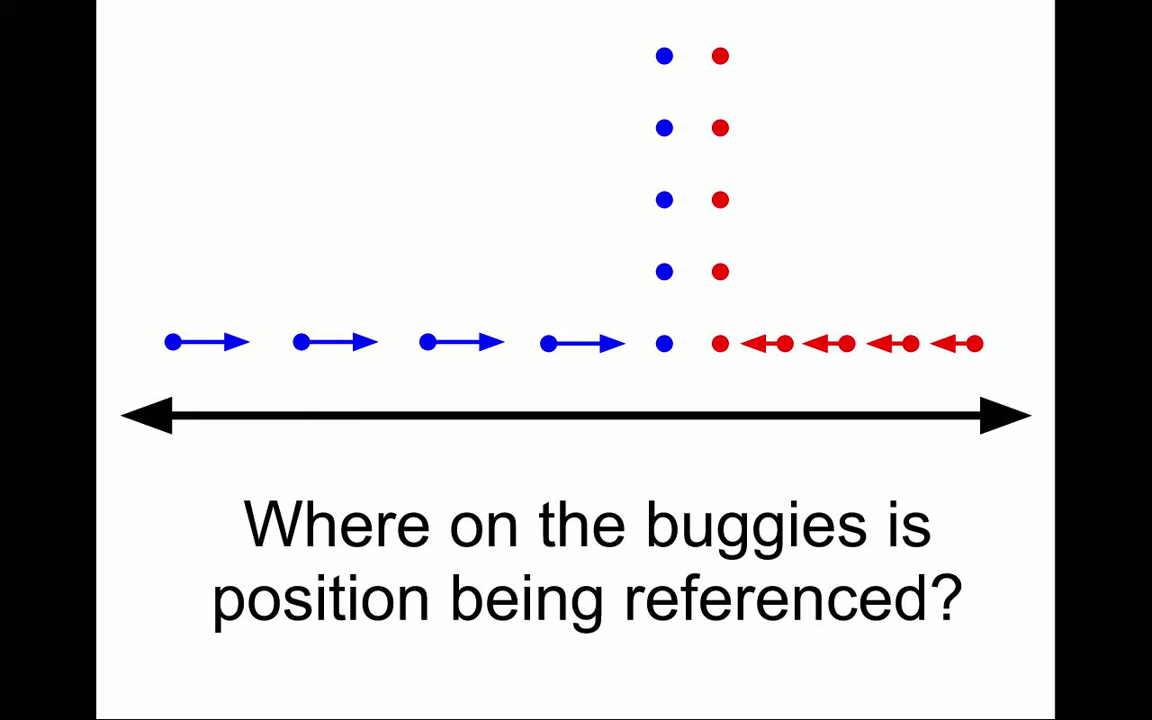 Where on the buggies is
position being referenced?